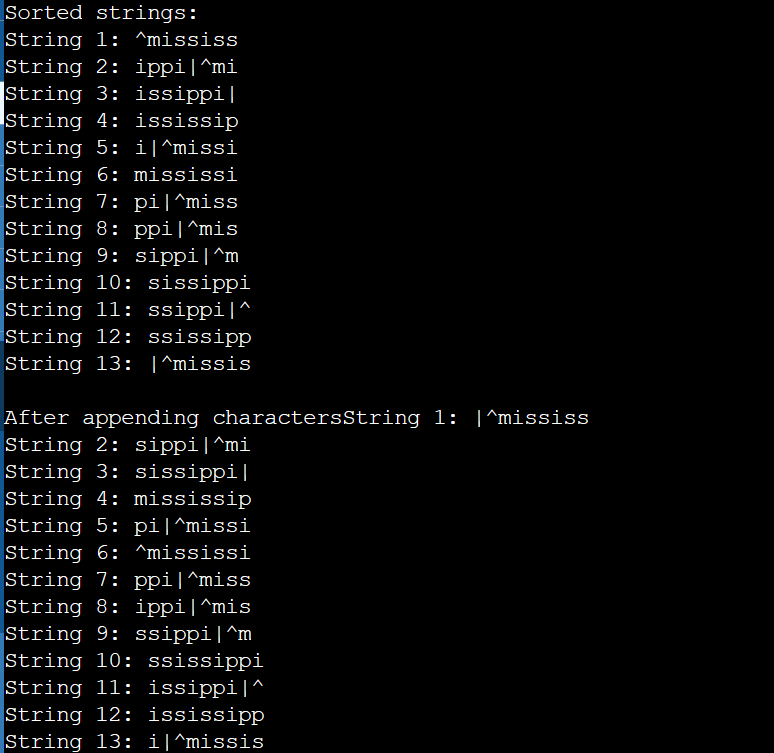 Sorted strings:
String 1: ^mississ
String 2: ippi|^mi
String 3: issippi|
String 4: ississip
String 5: i|^missi
String 6: mississi
String 7: pi|^miss
String 8: ppi|^mis
String 9: sippi|^m
String 10: sissippi
String 11: ssippi|^
String 12: ssissipp
String 13: |^missis
After appending charactersString 1: |^mississ
String 2: sippi|^mi
String 3: sissippi|
String 4: mississip
String 5: pi|^missi
String 6: ^mississi
String 7: ppi|^miss
String 8: ippi|^mis
String 9: ssippi|^m
String 10: ssissippi
String 11: issippi|^
String 12: ississipp
String 13: i|^missis